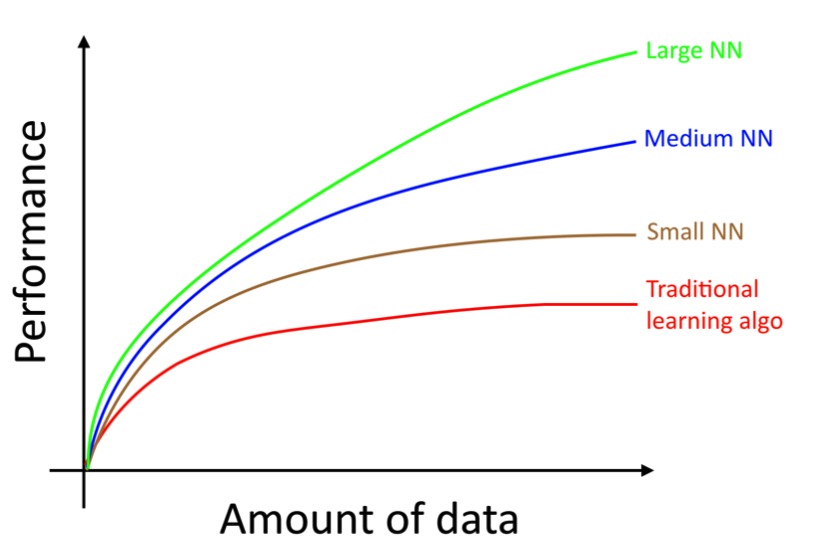 Large NN
Medium NN
Small NN
Traditional
learning algo
Performance
Amount of data